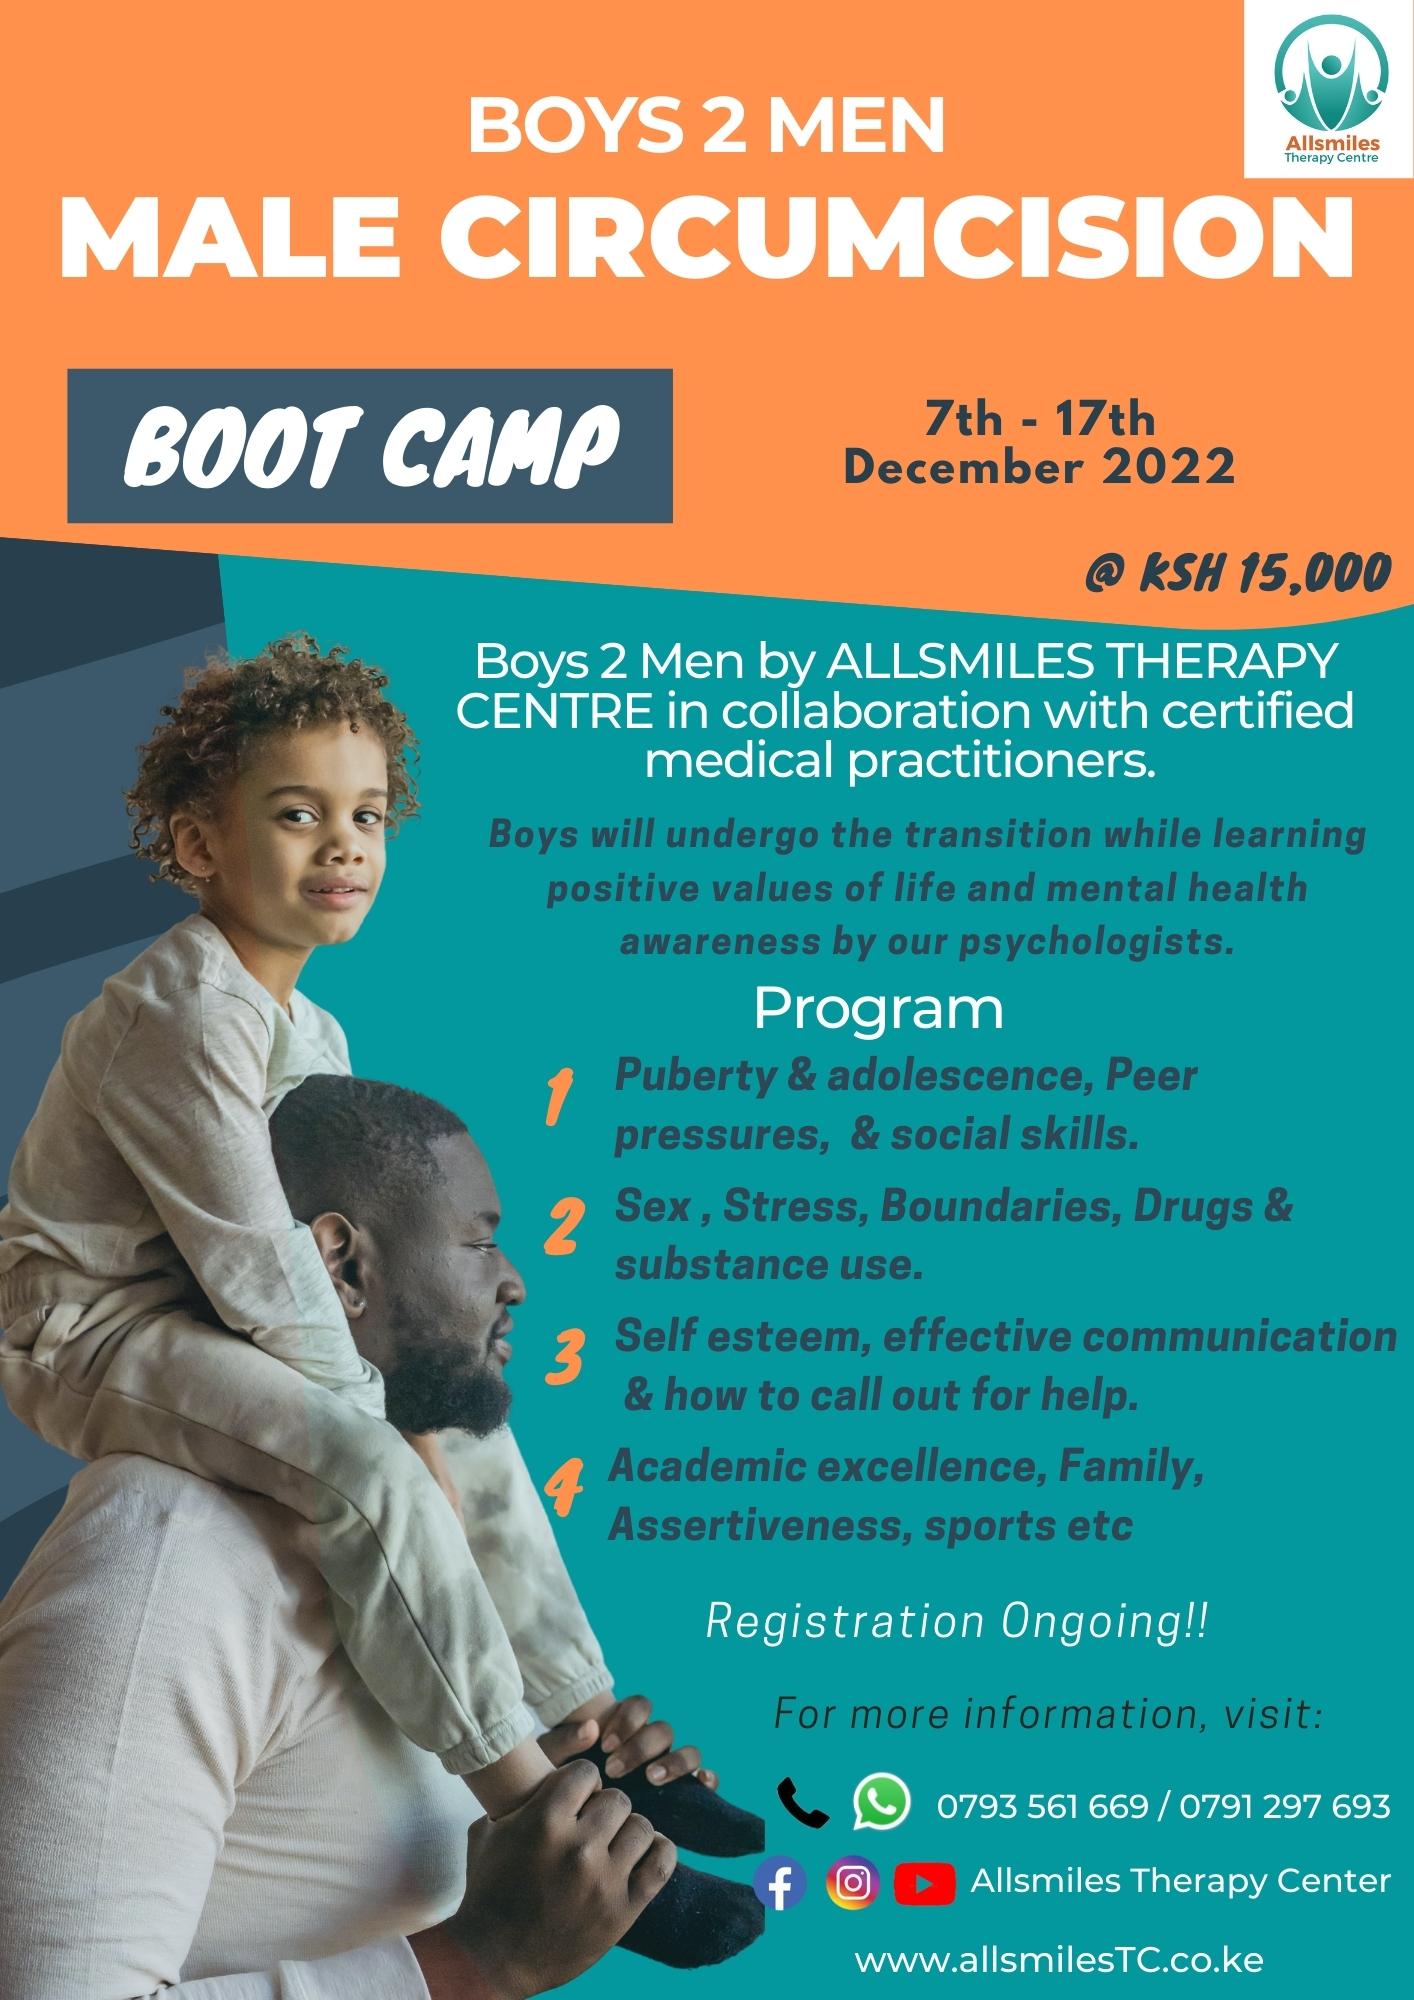 Allsmiles
Therapy Centre
BOYS 2 MEN
MALE CIRCUMCISION
BOOT CAMP
7th - 17th
December 2022
@ KSH 15,000
Boys 2 Men by ALLSMILES THERAPY
CENTRE in collaboration with certified
medical practitioners.
Boys will undergo the transition while learning
positive values of life and mental health
awareness by our psychologists.
Program
1 Puberty & adolescence, Peer
pressures, & social skills.
2 Sex , Stress, Boundaries, Drugs &
substance use.
3 Self esteem, effective communication
& how to call out for help.
4 Academic excellence, Family,
Assertiveness, sports etc
Registration Ongoing!!
For more information, visit:
0793 561 669 / 0791 297 693
Allsmiles Therapy Center
www.allsmilesTC.co.ke